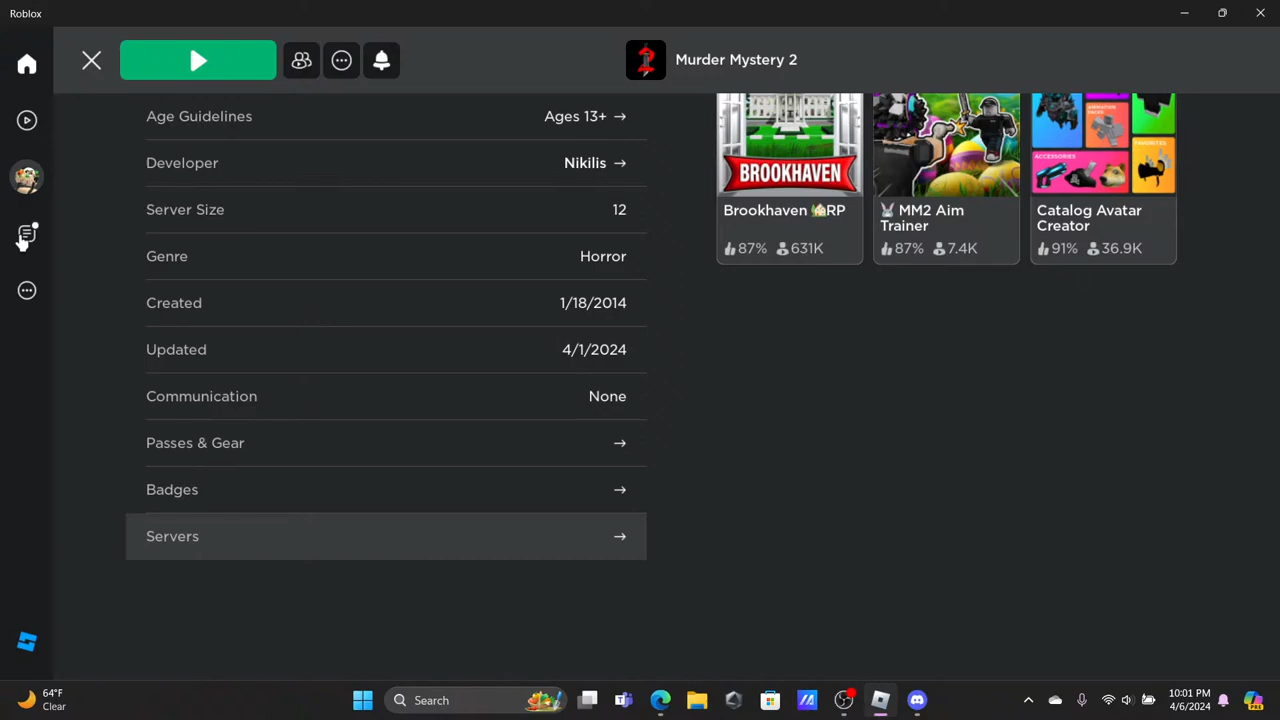 Roblox
Murder Mystery 2
Age Guidelines Ages 13+ →
Developer Nikilis →
Server Size 12
Genre Horror
Created 1/18/2014
Updated 4/1/2024
Communication None
Passes & Gear →
Badges →
Servers →
BROOKHAVEN
Brookhaven 🏡RP
87% 631K
🐰 MM2 Aim
Trainer
87% 7.4K
ACCESSORIES
FAVORITES
Catalog Avatar
Creator
91% 36.9K
64°F
Clear
Search
10:01 PM
4/6/2024